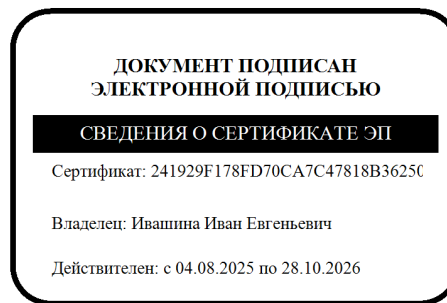 ДОКУМЕНТ ПОДПИСАН
ЭЛЕКТРОННОЙ ПОДПИСЬЮ
СВЕДЕНИЯ О СЕРТИФИКАТЕ ЭП
Сертификат: 241929F178FD70CA7C47818B36250
Владелец: Ивашина Иван Евгеньевич
Действителен: с 04.08.2025 по 28.10.2026